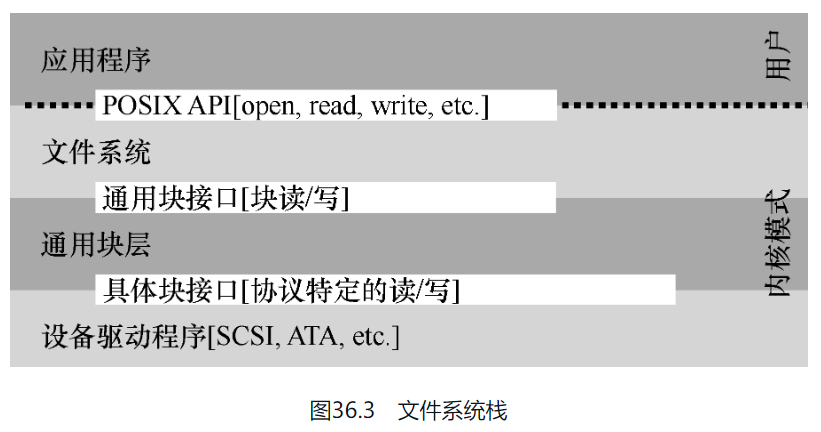 应用程序
用户
POSIX API[open, read, write, etc.]
文件系统
通用块接口[块读/写]
内核模式
通用块层
具体块接口[协议特定的读/写]
设备驱动程序[SCSI, ATA, etc.]
图36.3 文件系统栈